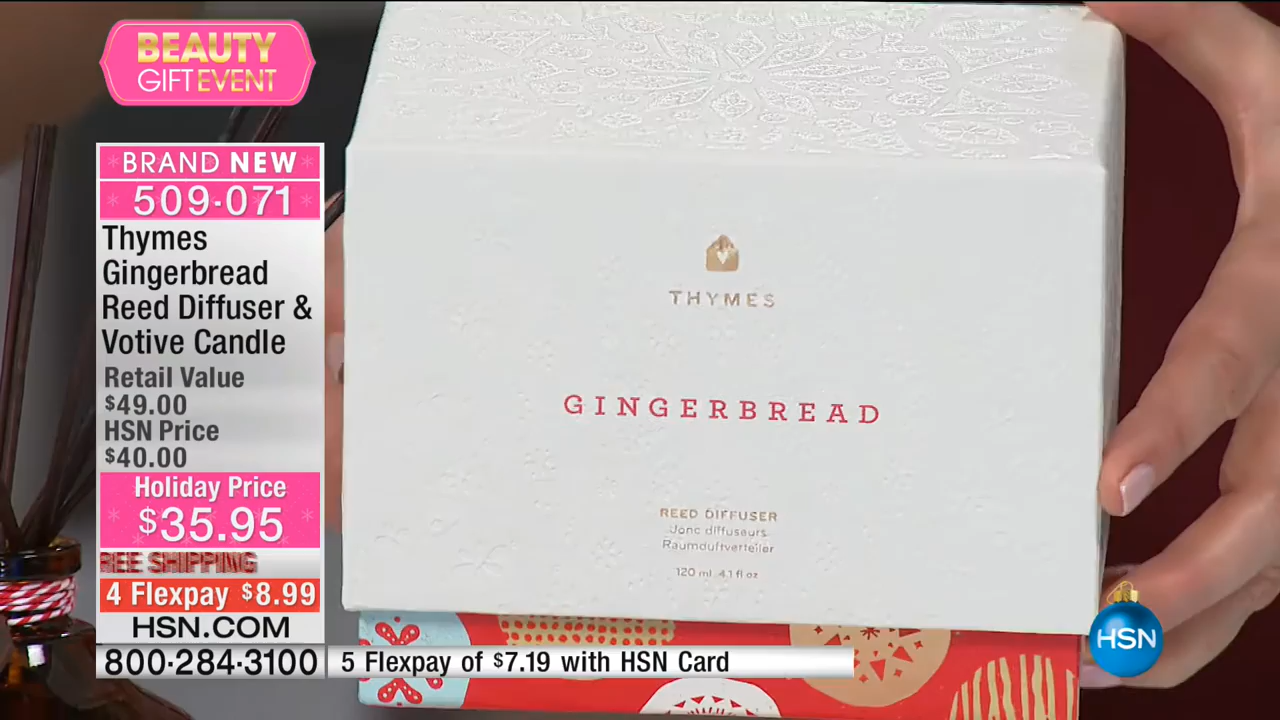 BEAUTY
GIFT EVENT
BRAND NEW
509·071
Thymes
Gingerbread
Reed Diffuser &
Votive Candle
Retail Value
$49.00
HSN Price
$40.00
Holiday Price
$35.95
REE SHIPPING
4 Flexpay $8.99
HSN.COM
800·284·3100
5 Flexpay of $7.19 with HSN Card
THYMES
GINGERBREAD
REED DIFFUSER
Jonc diffuseurs
Raumduftverteiler
120 ml 4.1 fl oz
HSN